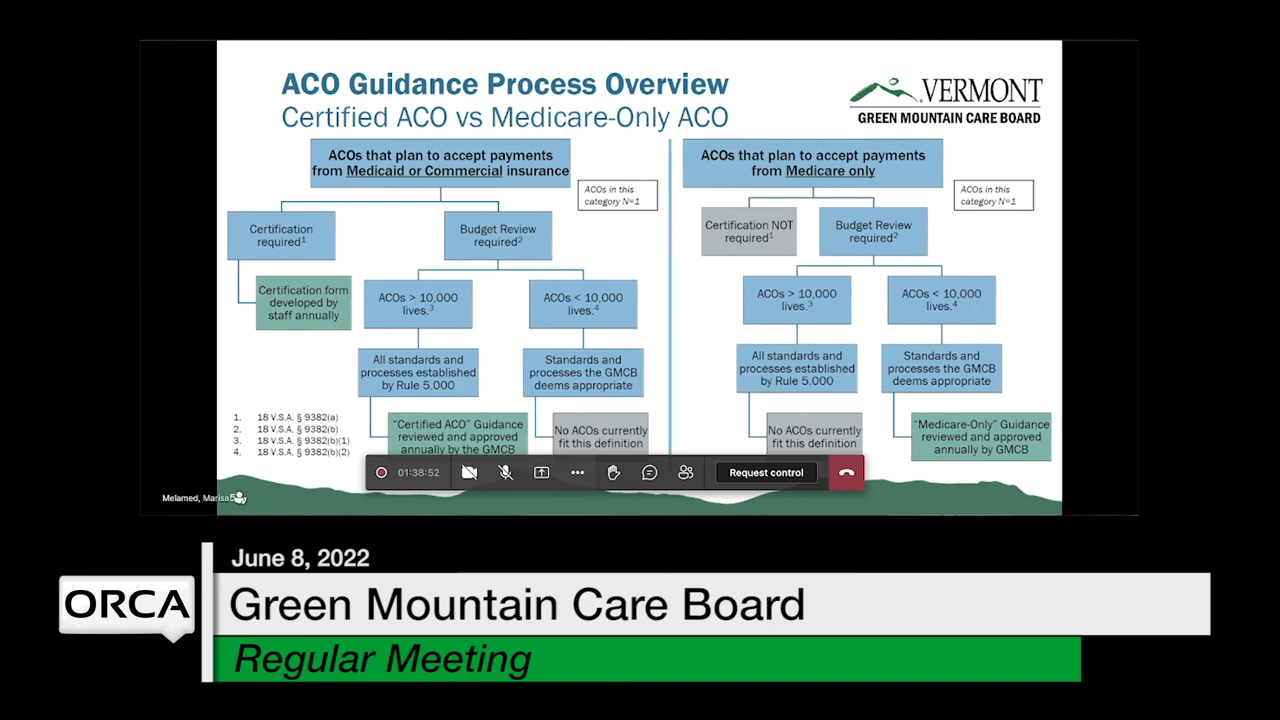 ACO Guidance Process Overview
Certified ACO vs Medicare-Only ACO
VERMONT
GREEN MOUNTAIN CARE BOARD
ACOs that plan to accept payments
from Medicaid or Commercial insurance
ACOs in this
category N=1
Certification
required1
Budget Review
required2
Certification form
developed by
staff annually
ACOs > 10,000
lives.3
ACOs < 10,000
lives.4
All standards and
processes established
by Rule 5.000
Standards and
processes the GMCB
deems appropriate
"Certified ACO" Guidance
reviewed and approved
annually by the GMCB
No ACOs currently
fit this definition
ACOs that plan to accept payments
from Medicare only
ACOs in this
category N=1
Certification NOT
required1
Budget Review
required2
ACOs > 10,000
lives.3
ACOs < 10,000
lives.4
All standards and
processes established
by Rule 5.000
Standards and
processes the GMCB
deems appropriate
No ACOs currently
fit this definition
"Medicare-Only" Guidance
reviewed and approved
annually by GMCB
1. 18 V.S.A. § 9382(a)
2. 18 V.S.A. § 9382(b)
3. 18 V.S.A. § 9382(b)(1)
4. 18 V.S.A. § 9382(b)(2)
01:38:52
Request control
Melamed, Marisa
June 8, 2022
ORCA
Green Mountain Care Board
Regular Meeting